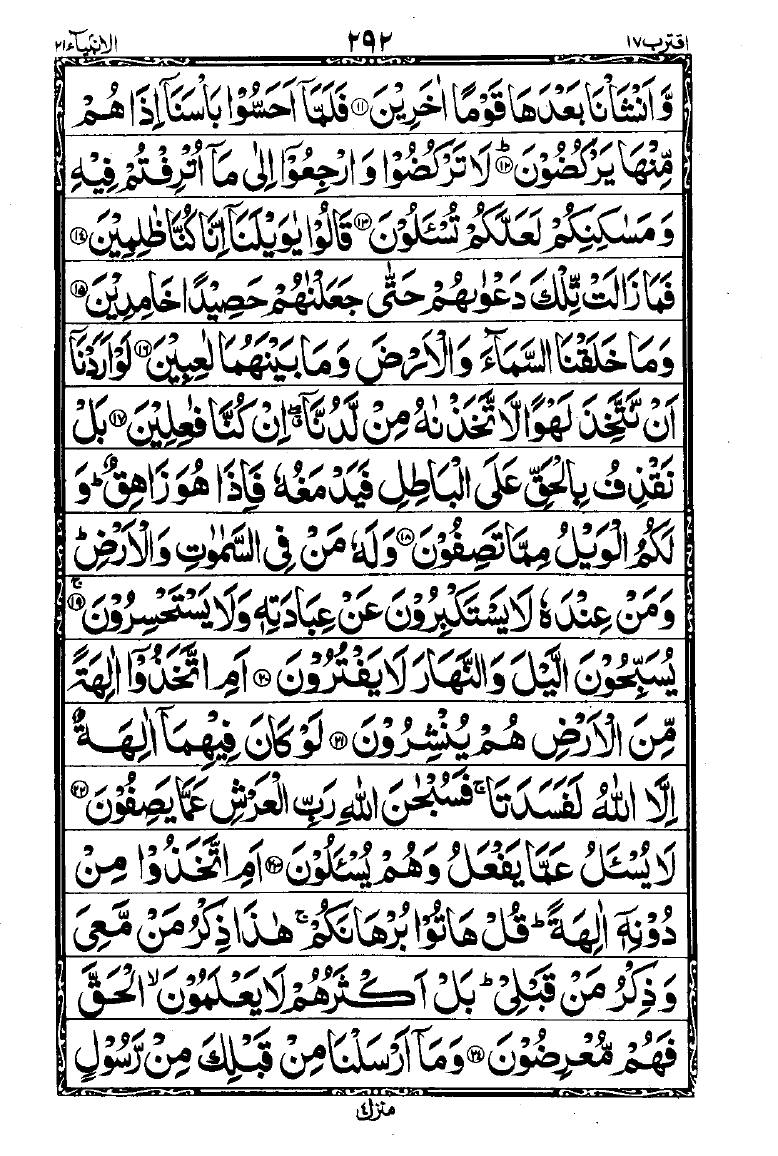 اقترب ١٧ ٢٩٢ الانبیآء ٢١
وَّاَنْشَاْنَا بَعْدَهَا قَوْمًا اٰخَرِیْنَ ۝١١ فَلَمَّاۤ اَحَسُّوْا بَاْسَنَاۤ اِذَا هُمْ
مِّنْهَا یَرْكُضُوْنَ ؕ۝١٢ لَا تَرْكُضُوْا وَارْجِعُوْۤا اِلٰی مَاۤ اُتْرِفْتُمْ فِیْهِ
وَمَسٰكِنِكُمْ لَعَلَّكُمْ تُسْـَٔلُوْنَ ۝١٣ قَالُوْا یٰوَیْلَنَاۤ اِنَّا كُنَّا ظٰلِمِیْنَ ۝١٤
فَمَا زَالَتْ تِّلْكَ دَعْوٰىهُمْ حَتّٰی جَعَلْنٰهُمْ حَصِیْدًا خَامِدِیْنَ ۝١٥
وَمَا خَلَقْنَا السَّمَآءَ وَالْاَرْضَ وَمَا بَیْنَهُمَا لٰعِبِیْنَ ۝١٦ لَوْ اَرَدْنَاۤ
اَنْ نَّتَّخِذَ لَهْوًا لَّاتَّخَذْنٰهُ مِنْ لَّدُنَّاۤ ۖۗ اِنْ كُنَّا فٰعِلِیْنَ ۝١٧ بَلْ
نَقْذِفُ بِالْحَقِّ عَلَی الْبَاطِلِ فَیَدْمَغُهٗ فَاِذَا هُوَ زَاهِقٌ ؕ وَ
لَكُمُ الْوَیْلُ مِمَّا تَصِفُوْنَ ۝١٨ وَلَهٗ مَنْ فِی السَّمٰوٰتِ وَالْاَرْضِ ؕ
وَمَنْ عِنْدَهٗ لَا یَسْتَكْبِرُوْنَ عَنْ عِبَادَتِهٖ وَلَا یَسْتَحْسِرُوْنَ ۚ۝١٩
یُسَبِّحُوْنَ الَّیْلَ وَالنَّهَارَ لَا یَفْتُرُوْنَ ۝٢٠ اَمِ اتَّخَذُوْۤا اٰلِهَةً
مِّنَ الْاَرْضِ هُمْ یُنْشِرُوْنَ ۝٢١ لَوْ كَانَ فِیْهِمَاۤ اٰلِهَةٌ
اِلَّا اللّٰهُ لَفَسَدَتَا ۚ فَسُبْحٰنَ اللّٰهِ رَبِّ الْعَرْشِ عَمَّا یَصِفُوْنَ ۝٢٢
لَا یُسْـَٔلُ عَمَّا یَفْعَلُ وَهُمْ یُسْـَٔلُوْنَ ۝٢٣ اَمِ اتَّخَذُوْا مِنْ
دُوْنِهٖۤ اٰلِهَةً ؕ قُلْ هَاتُوْا بُرْهَانَكُمْ ۚ هٰذَا ذِكْرُ مَنْ مَّعِیَ
وَذِكْرُ مَنْ قَبْلِیْ ؕ بَلْ اَكْثَرُهُمْ لَا یَعْلَمُوْنَ ۙ الْحَقَّ
فَهُمْ مُّعْرِضُوْنَ ۝٢٤ وَمَاۤ اَرْسَلْنَا مِنْ قَبْلِكَ مِنْ رَّسُوْلٍ
منزل ٤